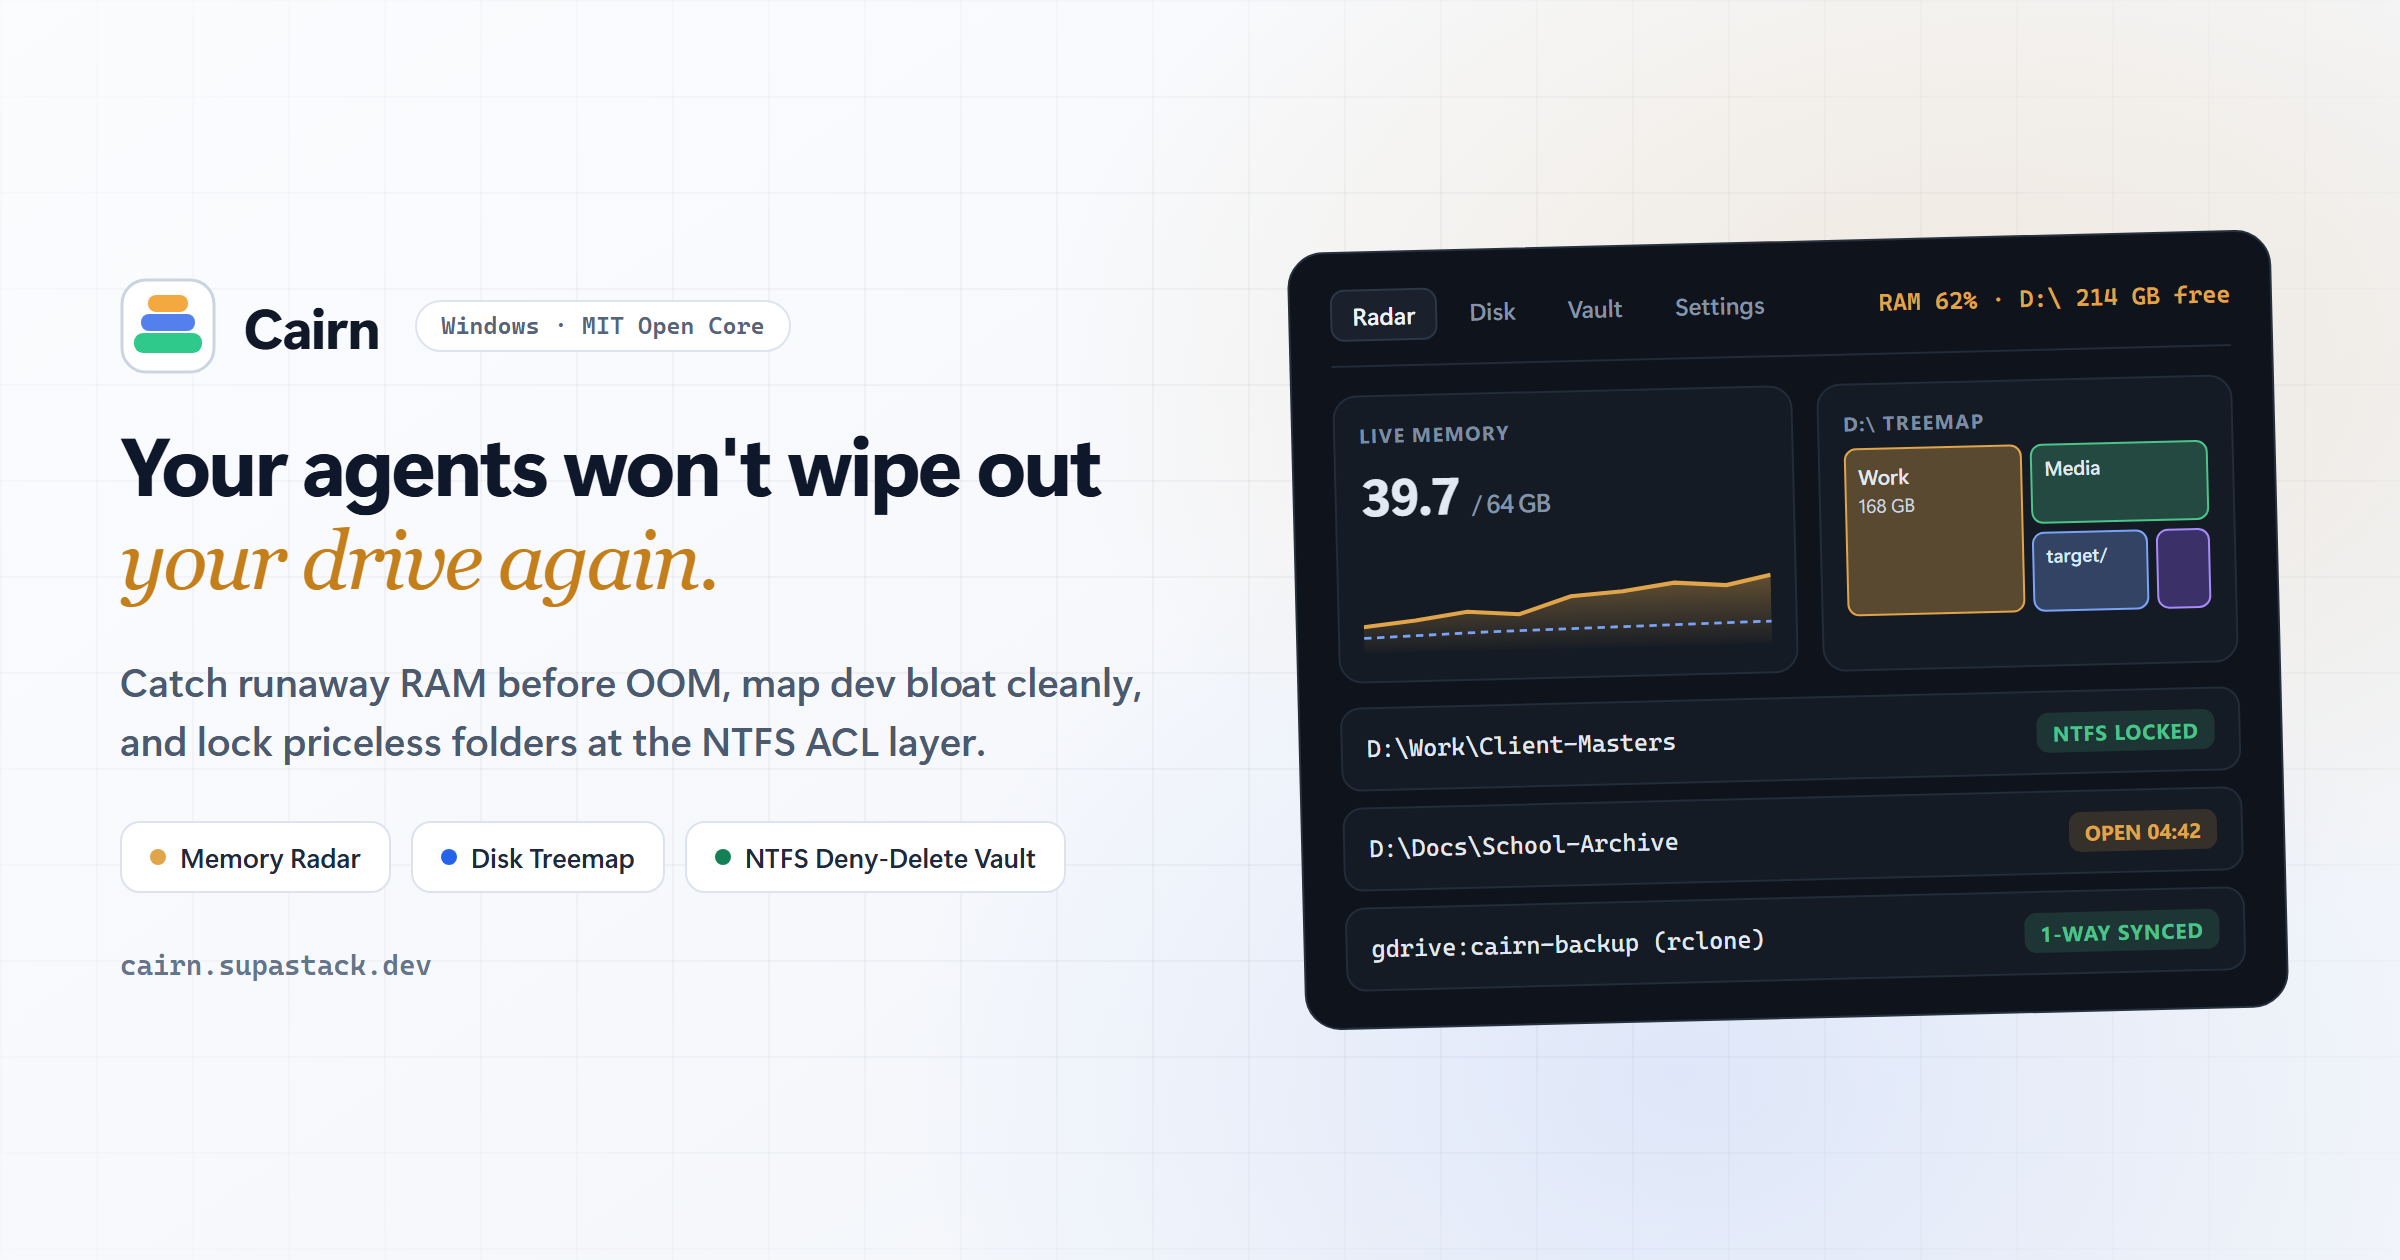 Cairn
Windows · MIT Open Core
Your agents won't wipe out
your drive again.
Catch runaway RAM before OOM, map dev bloat cleanly,
and lock priceless folders at the NTFS ACL layer.
Memory Radar
Disk Treemap
NTFS Deny-Delete Vault
cairn.supastack.dev
Radar
Disk
Vault
Settings
RAM 62% · D:\ 214 GB free
LIVE MEMORY
39.7 / 64 GB
D:\ TREEMAP
Work
168 GB
Media
target/
D:\Work\Client-Masters
NTFS LOCKED
D:\Docs\School-Archive
OPEN 04:42
gdrive:cairn-backup (rclone)
1-WAY SYNCED